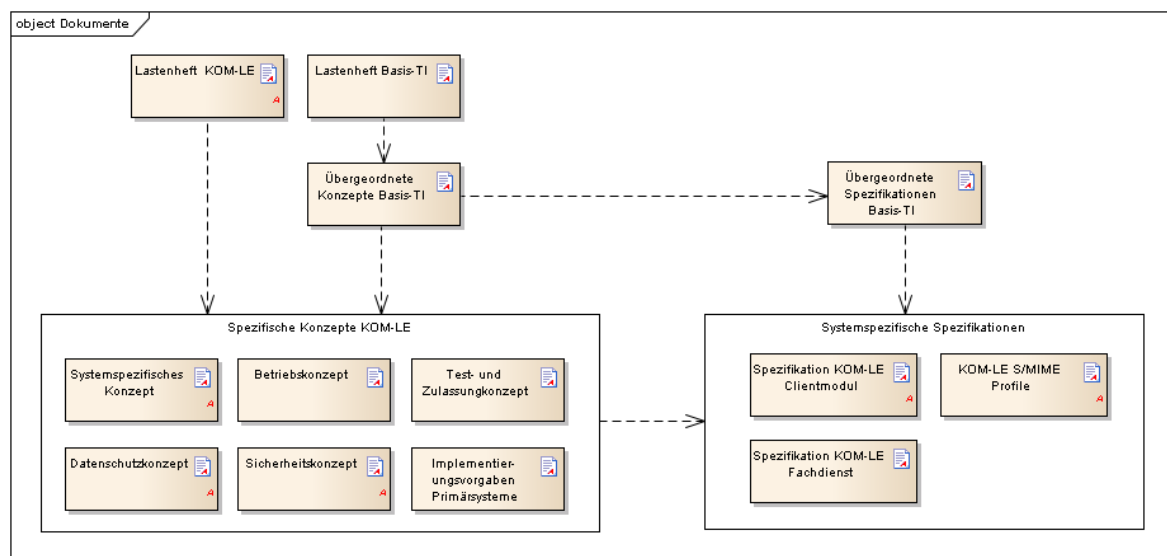 object Dokumente
Lastenheft KOM-LE
A
Lastenheft Basis-TI
Übergeordnete
Konzepte Basis-TI
Übergeordnete
Spezifikationen
Basis-TI
Spezifische Konzepte KOM-LE
Systemspezifisches
Konzept
A
Betriebskonzept
Test- und
Zulassungkonzept
Datenschutzkonzept
A
Sicherheitskonzept
A
Implementier-
ungsvorgaben
Primärsysteme
Systemspezifische Spezifikationen
Spezifikation KOM-LE
Clientmodul
A
KOM-LE S/MIME
Profile
A
Spezifikation KOM-LE
Fachdienst